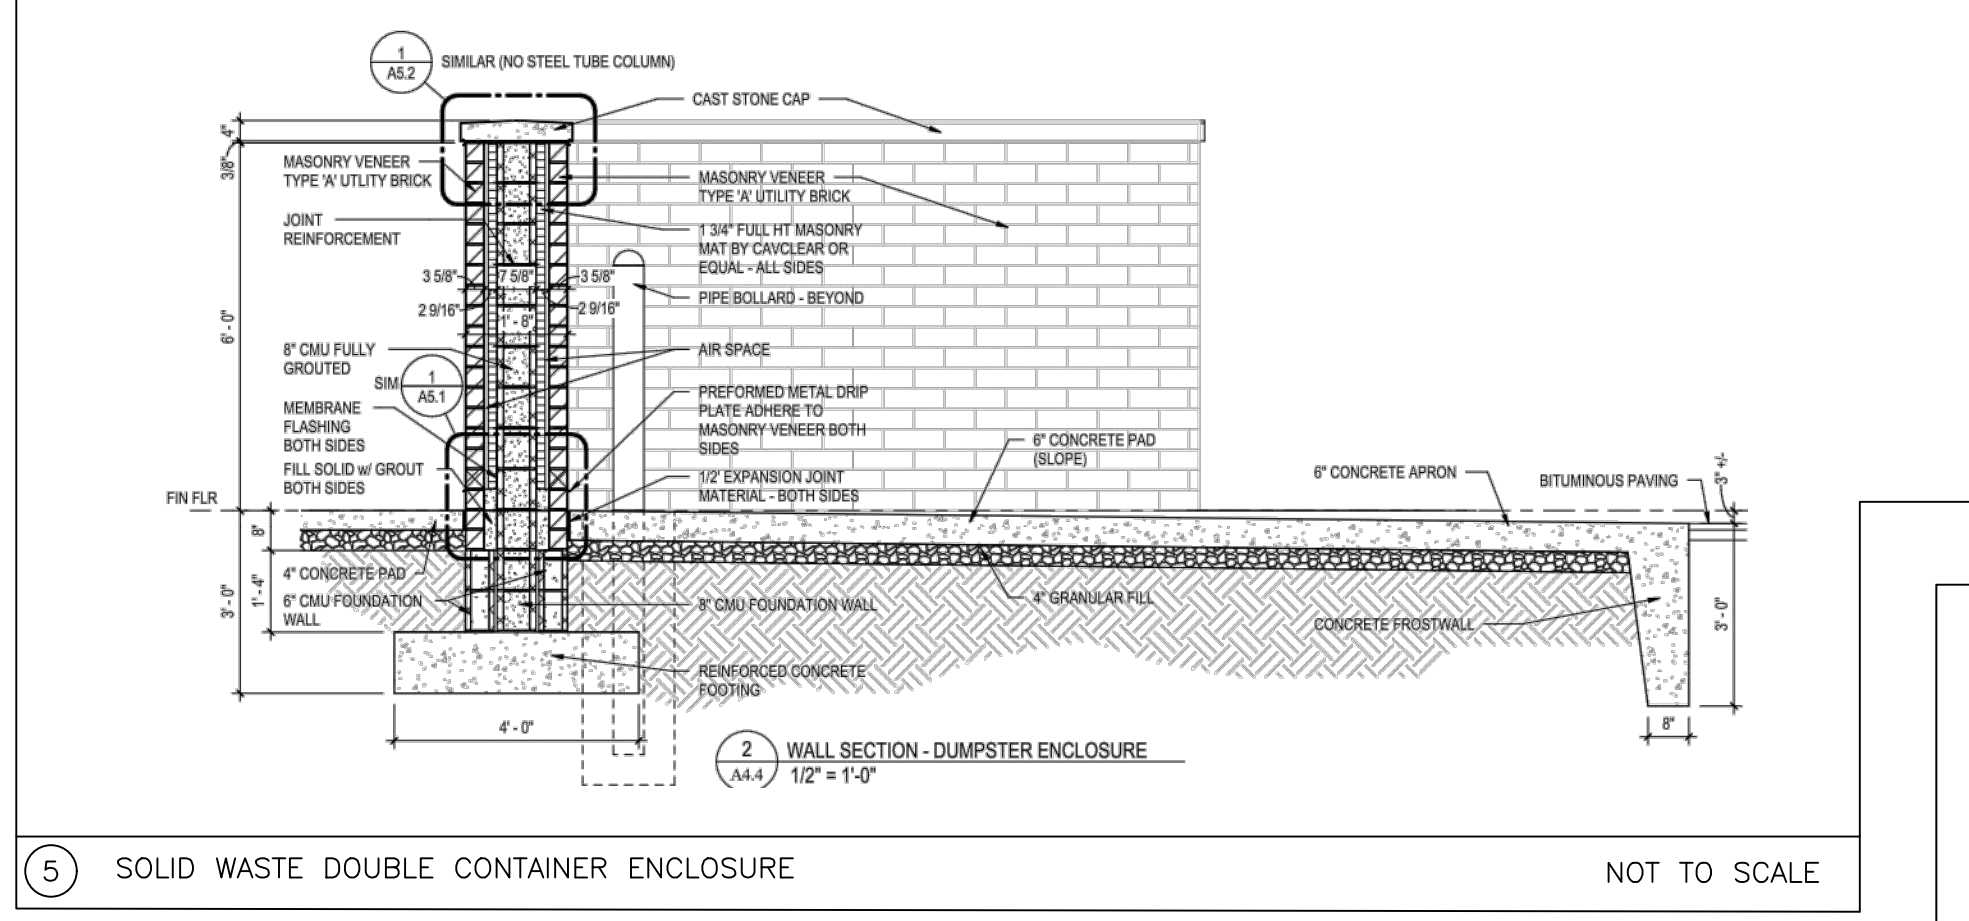 1
A5.2
SIMILAR (NO STEEL TUBE COLUMN)
CAST STONE CAP
4"
3/8"
MASONRY VENEER
TYPE 'A' UTLITY BRICK
MASONRY VENEER
TYPE 'A' UTILITY BRICK
JOINT
REINFORCEMENT
1 3/4" FULL HT MASONRY
MAT BY CAVCLEAR OR
EQUAL - ALL SIDES
3 5/8"
7 5/8"
3 5/8"
PIPE BOLLARD - BEYOND
2 9/16"
2 9/16"
1' - 8"
6' - 0"
8" CMU FULLY
GROUTED
AIR SPACE
SIM
1
A5.1
PREFORMED METAL DRIP
PLATE ADHERE TO
MASONRY VENEER BOTH
SIDES
MEMBRANE
FLASHING
BOTH SIDES
6" CONCRETE PAD
(SLOPE)
FILL SOLID w/ GROUT
BOTH SIDES
1/2' EXPANSION JOINT
MATERIAL - BOTH SIDES
6" CONCRETE APRON
BITUMINOUS PAVING
3" +/-
FIN FLR
8"
4" CONCRETE PAD
1' - 4"
3' - 0"
6" CMU FOUNDATION
WALL
8" CMU FOUNDATION WALL
4" GRANULAR FILL
CONCRETE FROSTWALL
3' - 0"
REINFORCED CONCRETE
FOOTING
4' - 0"
8"
2
A4.4
WALL SECTION - DUMPSTER ENCLOSURE
1/2" = 1'-0"
5 SOLID WASTE DOUBLE CONTAINER ENCLOSURE
NOT TO SCALE